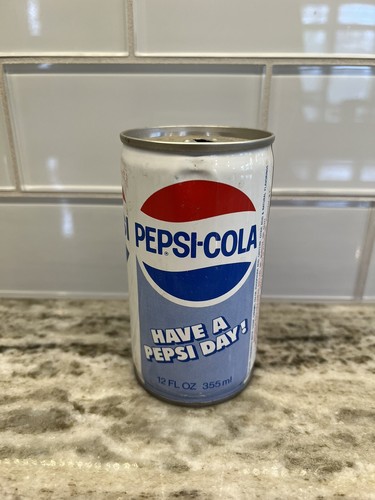 PEPSI-COLA
HAVE A
PEPSI DAY!
12 FL OZ 355 ml